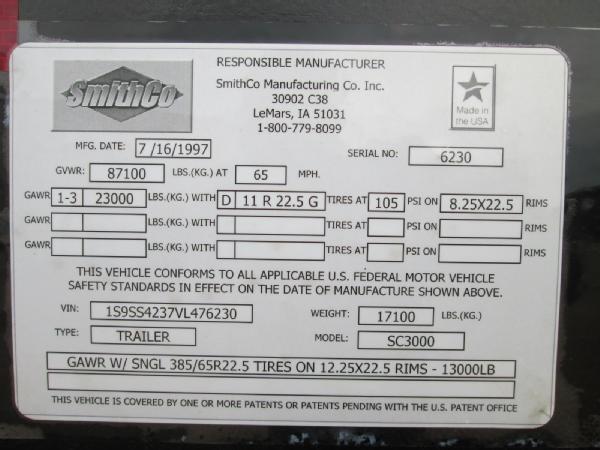 RESPONSIBLE MANUFACTURER
SmithCo
SmithCo Manufacturing Co. Inc.
30902 C38
LeMars, IA 51031
1-800-779-8099
Made in
the USA
MFG. DATE: 7/16/1997 SERIAL NO: 6230
GVWR: 87100 LBS.(KG.) AT 65 MPH.
GAWR 1-3 23000 LBS.(KG.) WITH D 11 R 22.5 G TIRES AT 105 PSI ON 8.25X22.5 RIMS
GAWR LBS.(KG.) WITH TIRES AT PSI ON RIMS
GAWR LBS.(KG.) WITH TIRES AT PSI ON RIMS
THIS VEHICLE CONFORMS TO ALL APPLICABLE U.S. FEDERAL MOTOR VEHICLE
SAFETY STANDARDS IN EFFECT ON THE DATE OF MANUFACTURE SHOWN ABOVE.
VIN: 1S9SS4237VL476230 WEIGHT: 17100 LBS.(KG.)
TYPE: TRAILER MODEL: SC3000
GAWR W/ SNGL 385/65R22.5 TIRES ON 12.25X22.5 RIMS - 13000LB
THIS VEHICLE IS COVERED BY ONE OR MORE PATENTS OR PATENTS PENDING WITH THE U.S. PATENT OFFICE